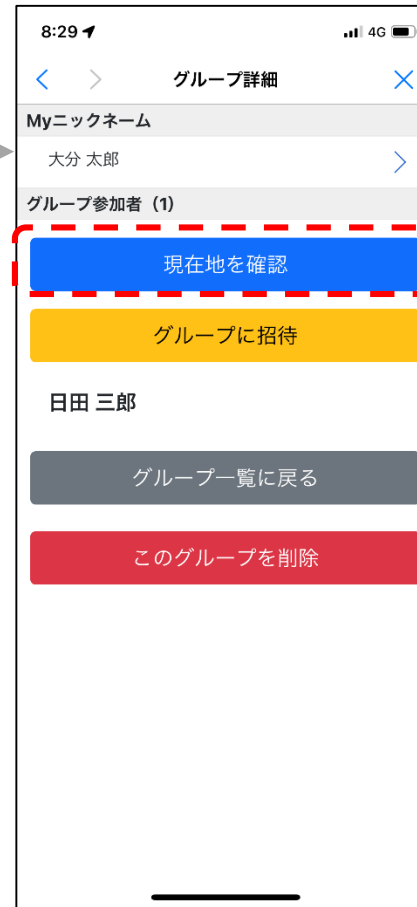 8:29
4G
グループ詳細
Myニックネーム
大分 太郎
グループ参加者（1）
現在地を確認
グループに招待
日田 三郎
グループ一覧に戻る
このグループを削除